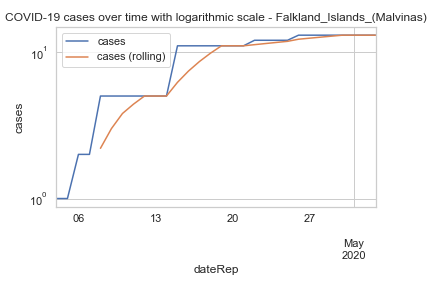 COVID-19 cases over time with logarithmic scale - Falkland_Islands_(Malvinas)
cases
cases (rolling)
10¹
10⁰
cases
06 13 20 27
May
2020
dateRep